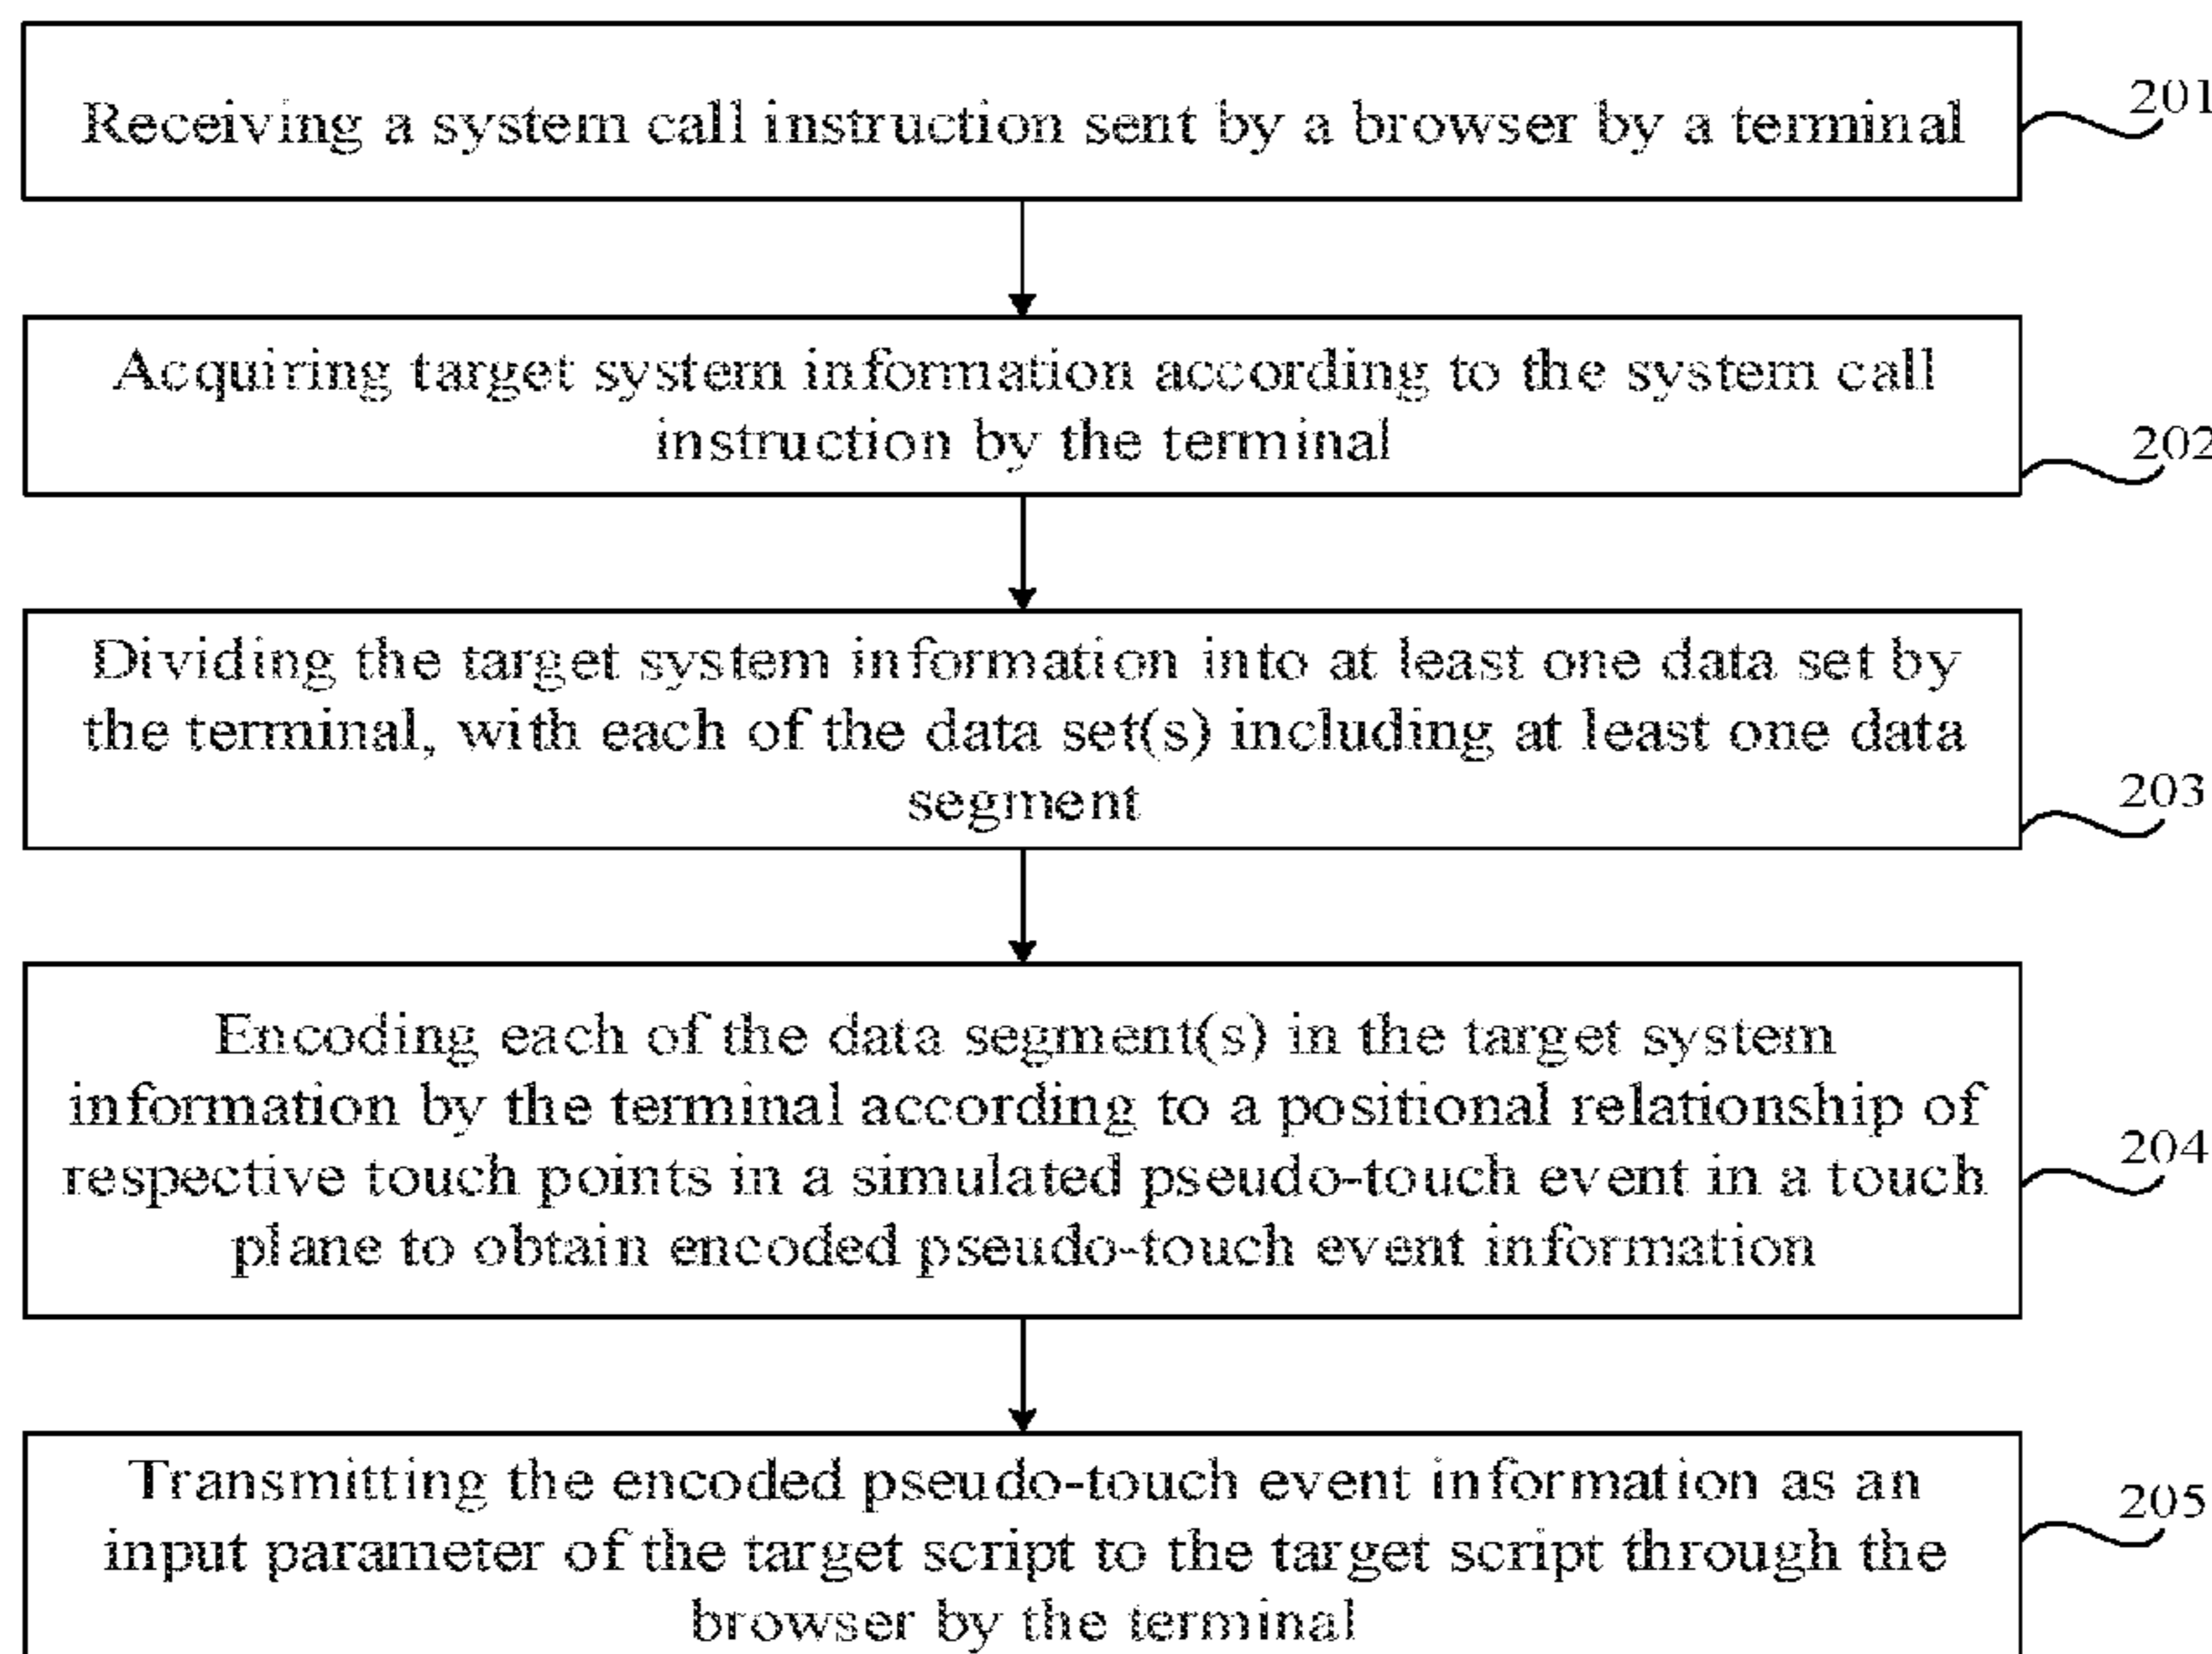 Receiving a system call instruction sent by a browser by a terminal
201
Acquiring target system information according to the system call
instruction by the terminal
202
Dividing the target system information into at least one data set by
the terminal, with each of the data set(s) including at least one data
segment
203
Encoding each of the data segment(s) in the target system
information by the terminal according to a positional relationship of
respective touch points in a simulated pseudo-touch event in a touch
plane to obtain encoded pseudo-touch event information
204
Transmitting the encoded pseudo-touch event information as an
input parameter of the target script to the target script through the
browser by the terminal
205